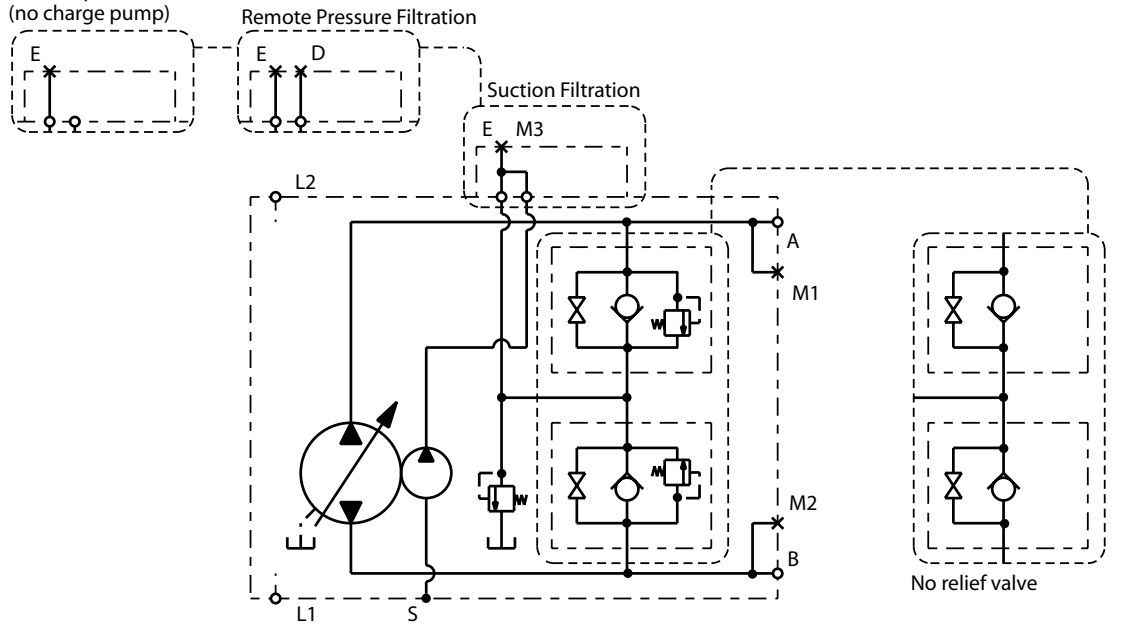 (no charge pump)
Remote Pressure Filtration
E
E D
Suction Filtration
E M3
L2
A
M1
M2
B
L1
S
No relief valve